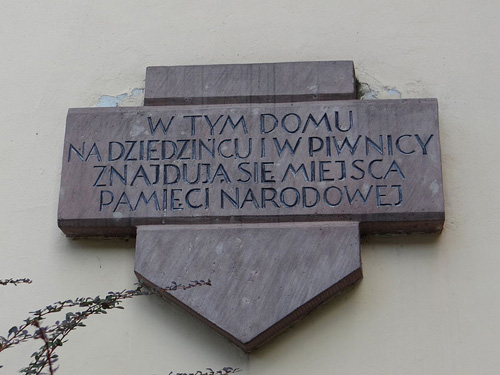 W TYM DOMU
NA DZIEDZIŃCU I W PIWNICY
ZNAJDUJĄ SIĘ MIEJSCA
PAMIĘCI NARODOWEJ